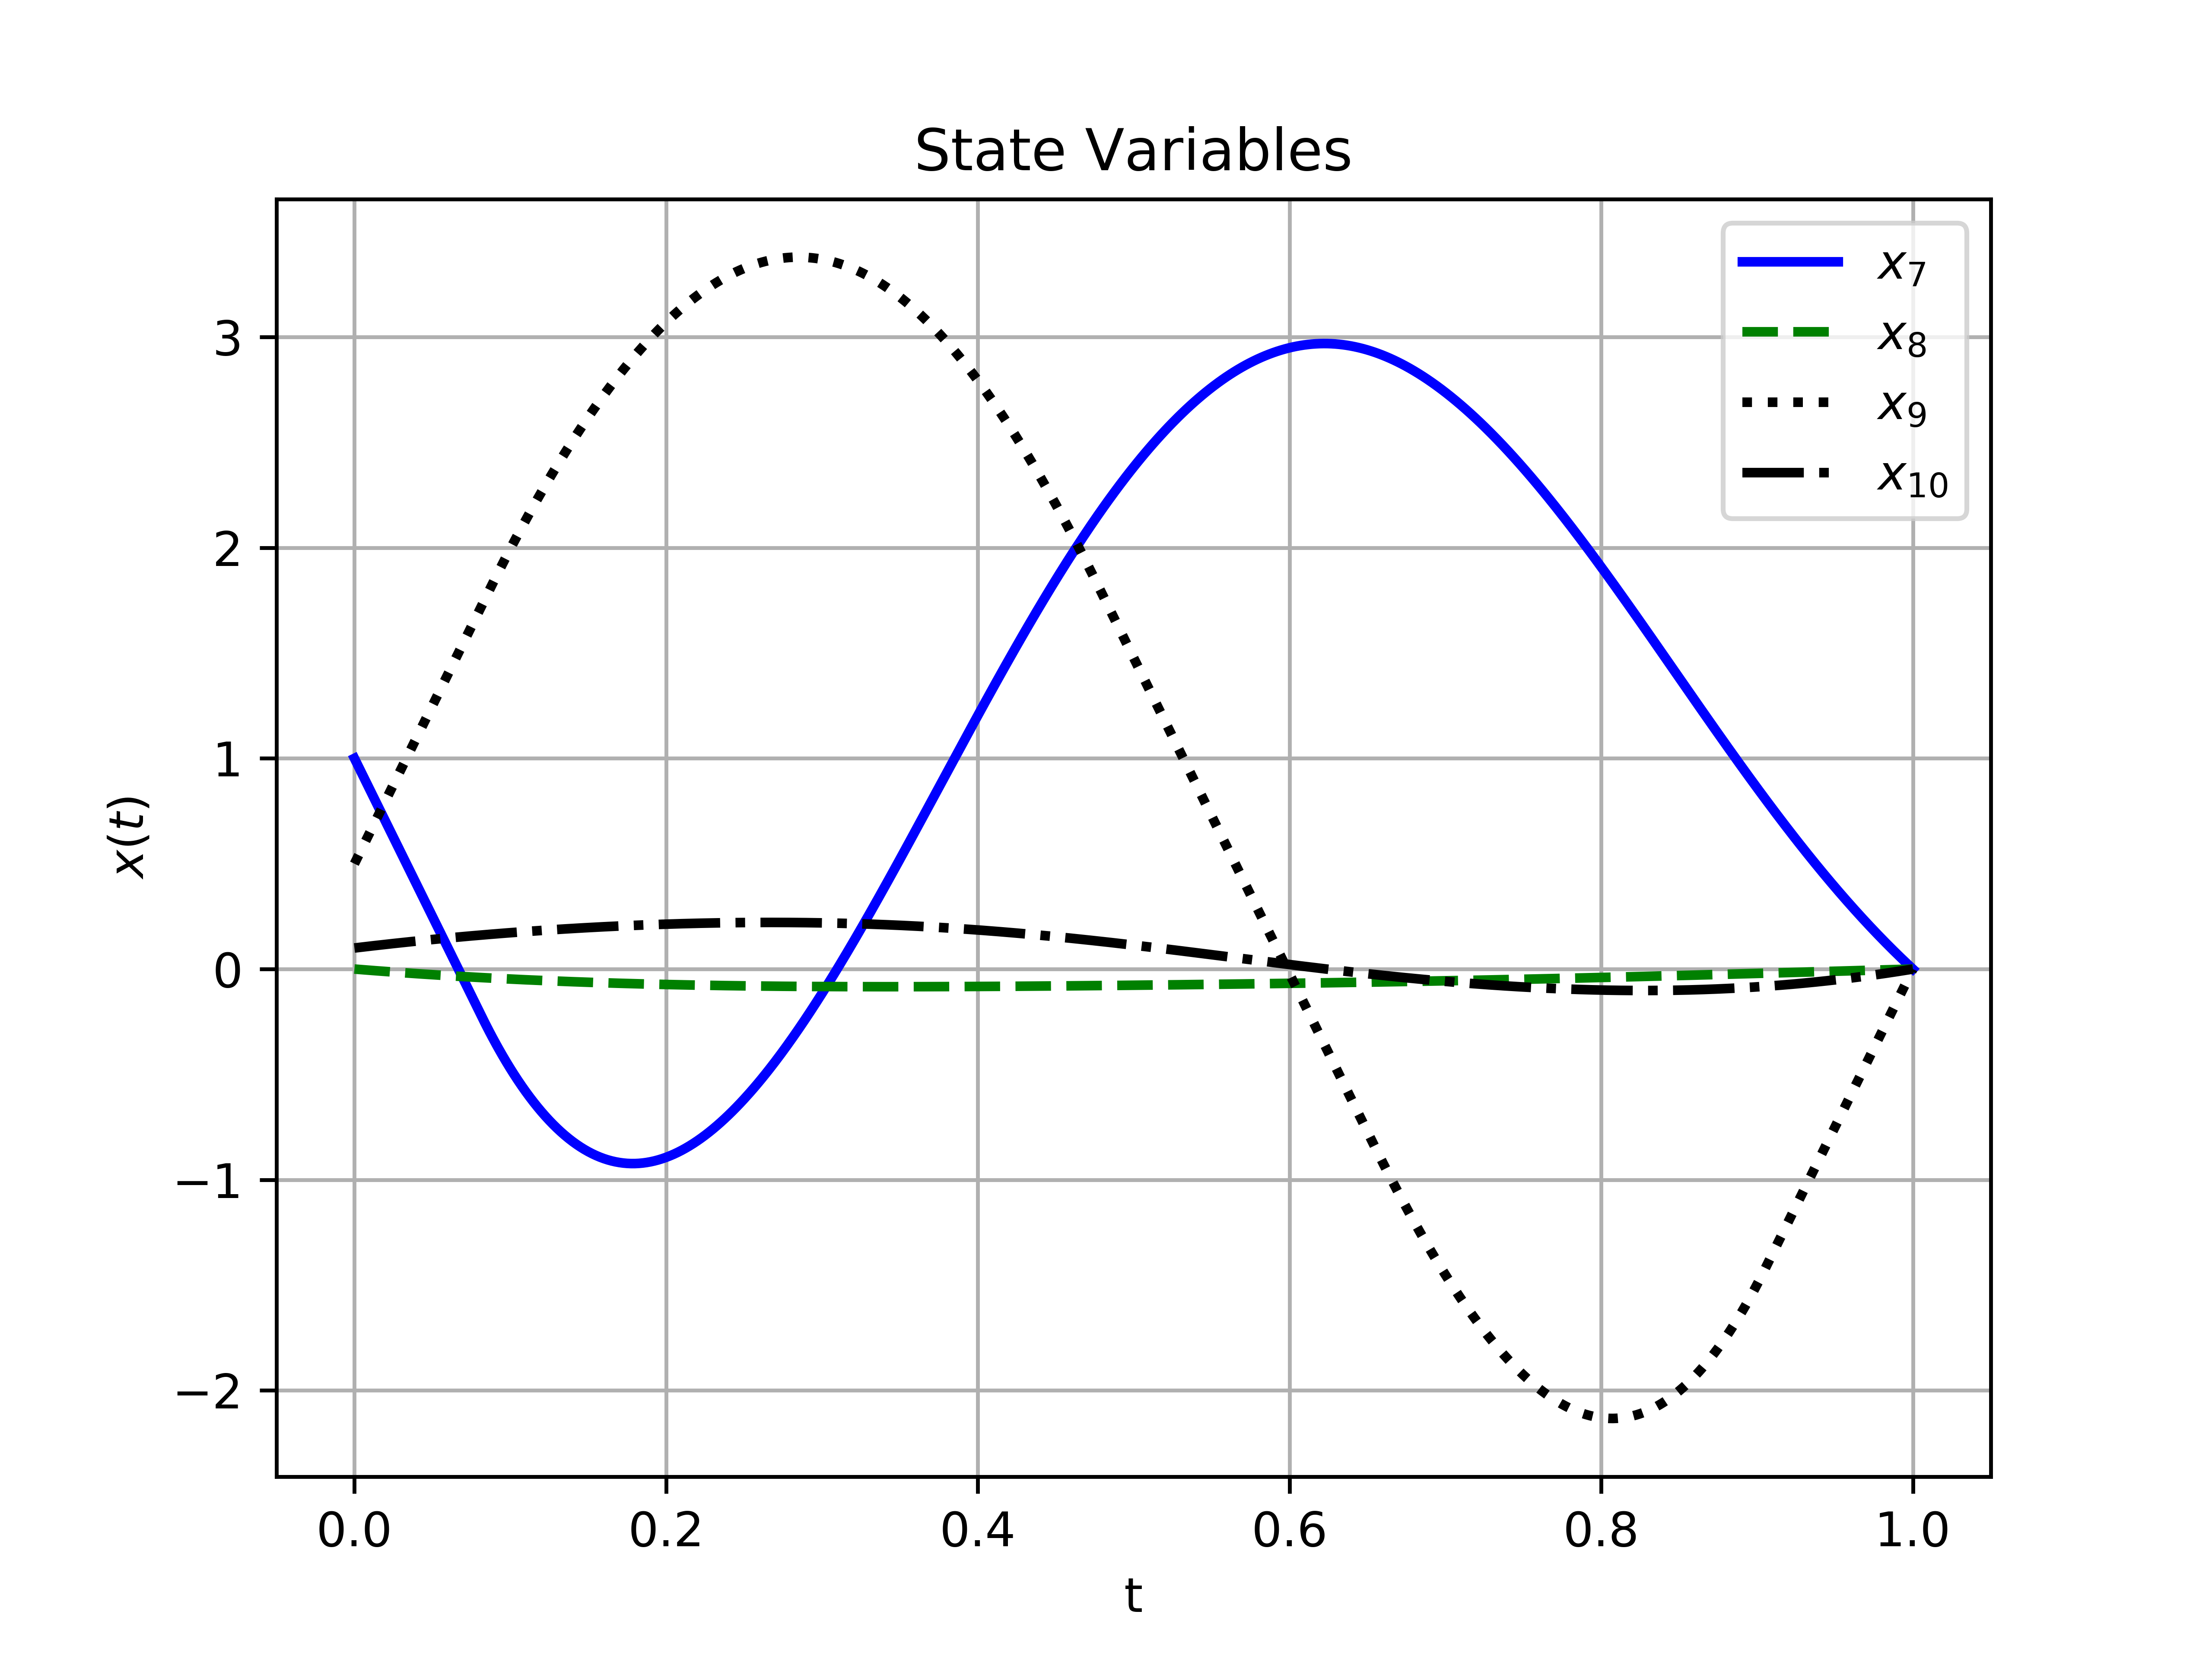 State Variables
x₇
x₈
x₉
x₁₀
3
2
1
0
−1
−2
x(t)
0.0 0.2 0.4 0.6 0.8 1.0
t